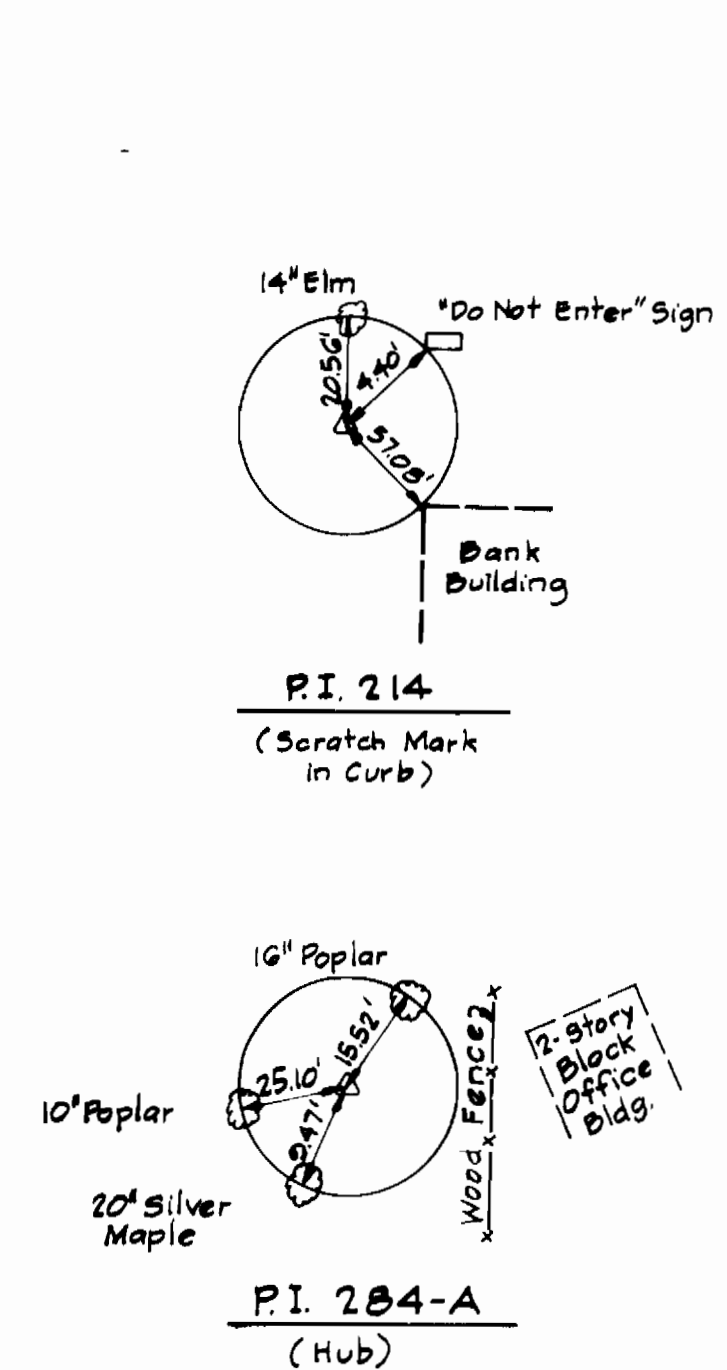 14" Elm
"Do Not Enter" Sign
20.56'
4.40'
57.08'
Bank
Building
P.I. 214
(Scratch Mark
in Curb)
16" Poplar
15.52'
25.10'
10" Poplar
9.47'
20" Silver
Maple
Wood Fence
2-Story
Block
Office
Bldg.
P.I. 284-A
(Hub)